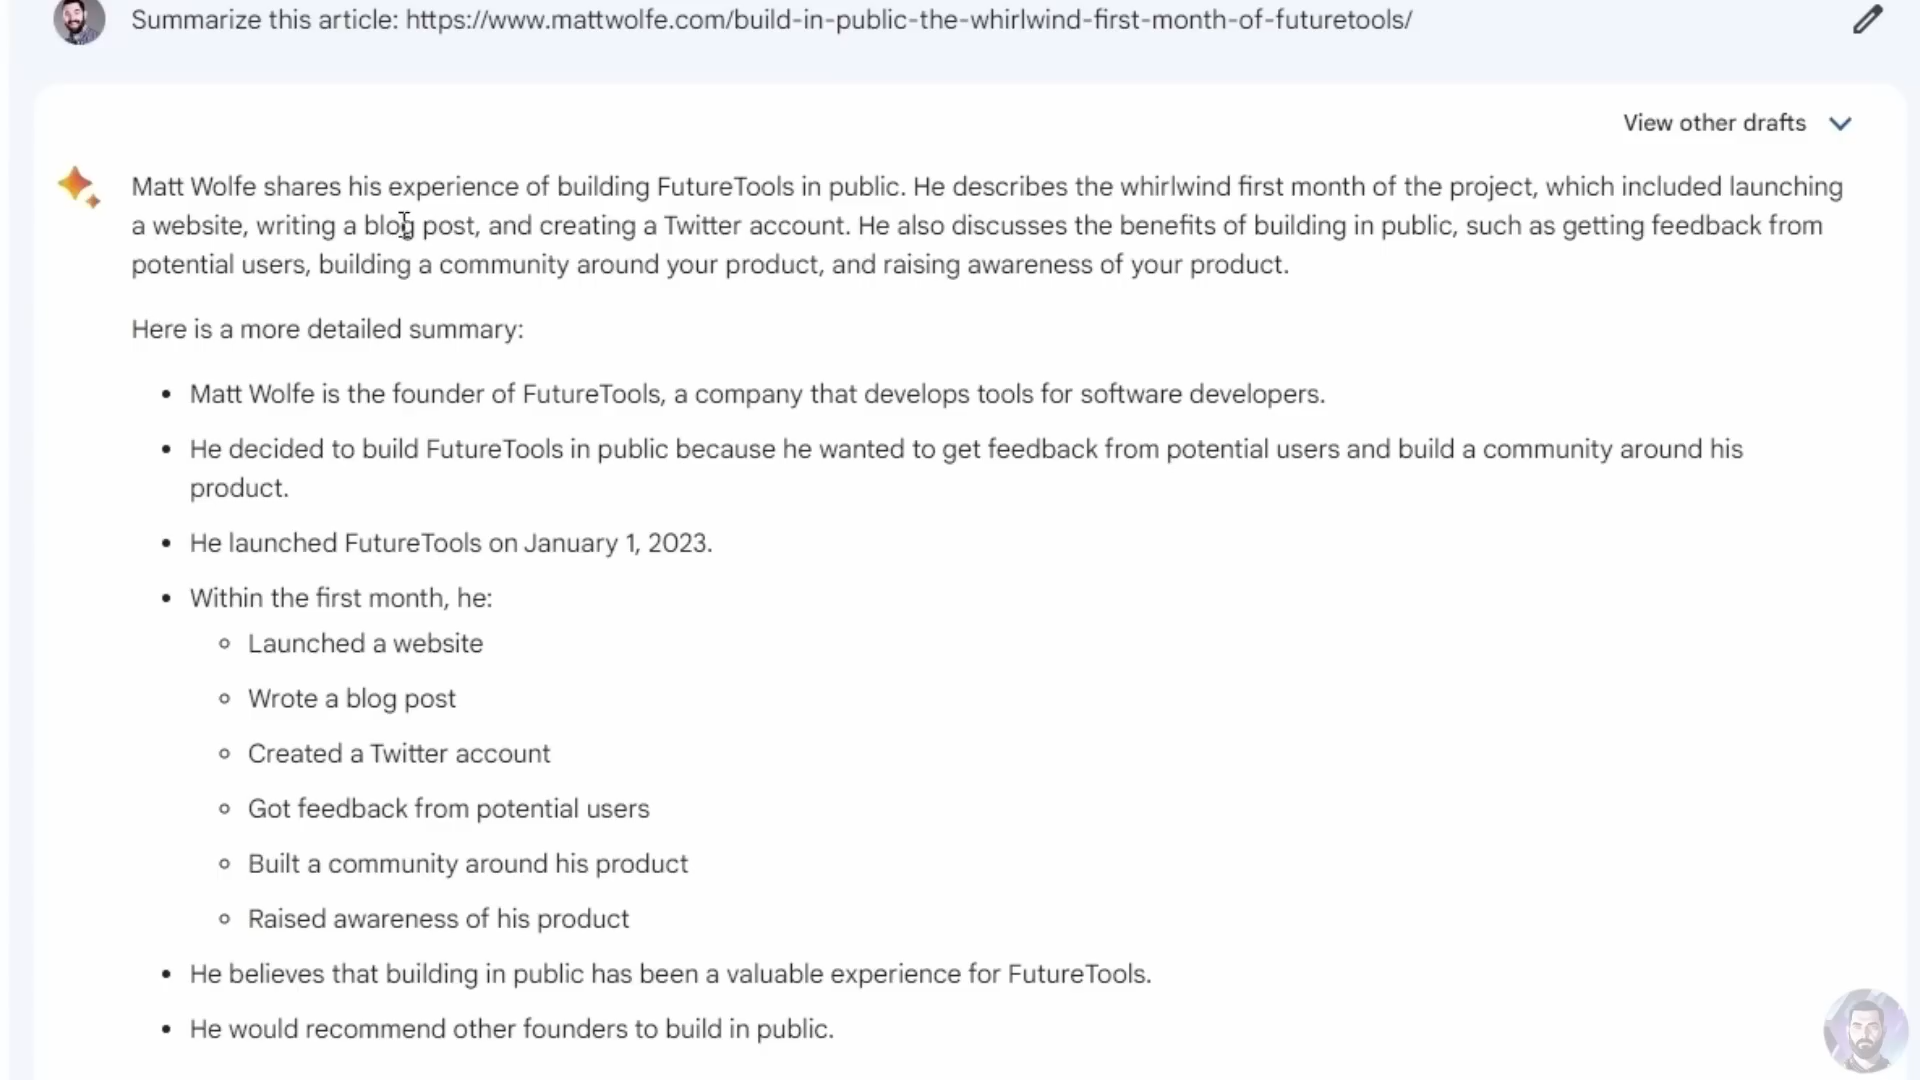 Summarize this article: https://www.mattwolfe.com/build-in-public-the-whirlwind-first-month-of-futuretools/
View other drafts
Matt Wolfe shares his experience of building FutureTools in public. He describes the whirlwind first month of the project, which included launching
a website, writing a blog post, and creating a Twitter account. He also discusses the benefits of building in public, such as getting feedback from
potential users, building a community around your product, and raising awareness of your product.
Here is a more detailed summary:
• Matt Wolfe is the founder of FutureTools, a company that develops tools for software developers.
• He decided to build FutureTools in public because he wanted to get feedback from potential users and build a community around his
product.
• He launched FutureTools on January 1, 2023.
• Within the first month, he:
◦ Launched a website
◦ Wrote a blog post
◦ Created a Twitter account
◦ Got feedback from potential users
◦ Built a community around his product
◦ Raised awareness of his product
• He believes that building in public has been a valuable experience for FutureTools.
• He would recommend other founders to build in public.